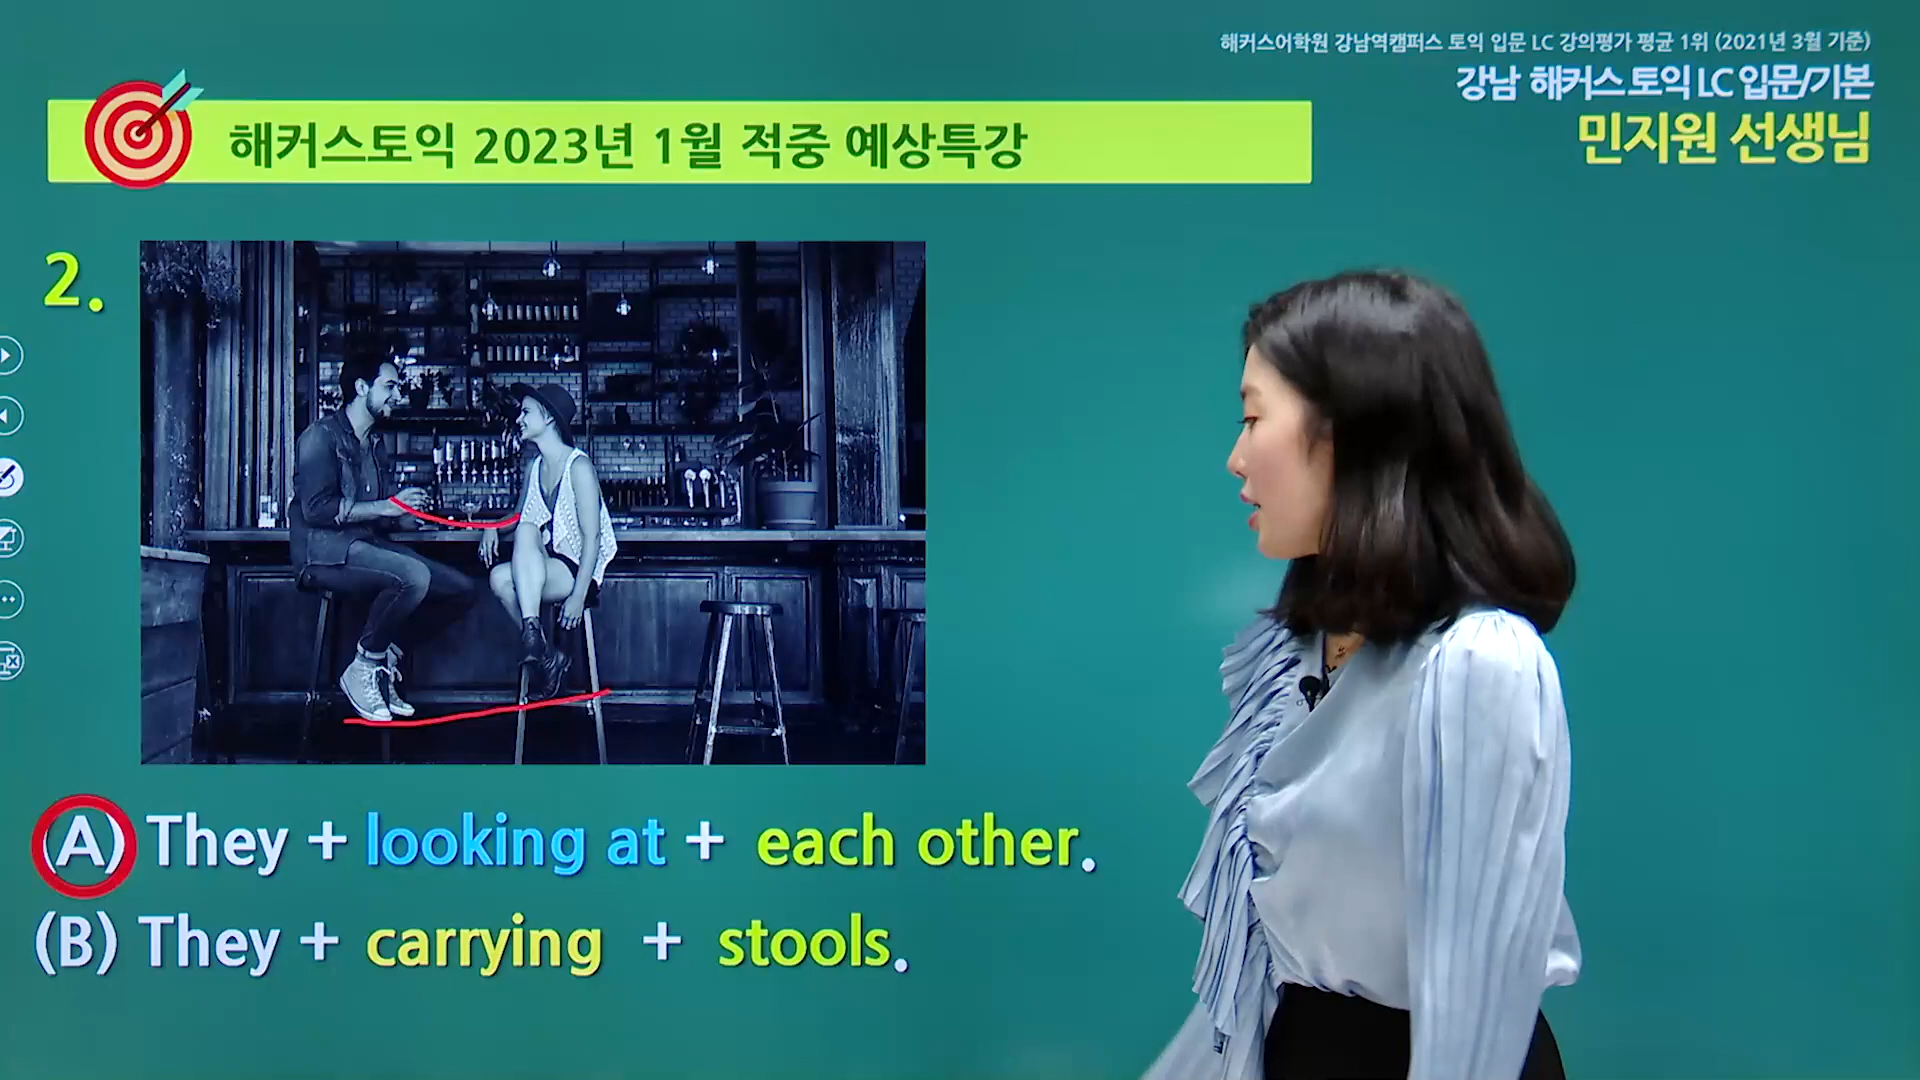 해커스어학원 강남역캠퍼스 토익 입문 LC 강의평가 평균 1위 (2021년 3월 기준)
강남 해커스 토익 LC 입문/기본
민지원 선생님
해커스토익 2023년 1월 적중 예상특강
2.
(A) They + looking at + each other.
(B) They + carrying + stools.